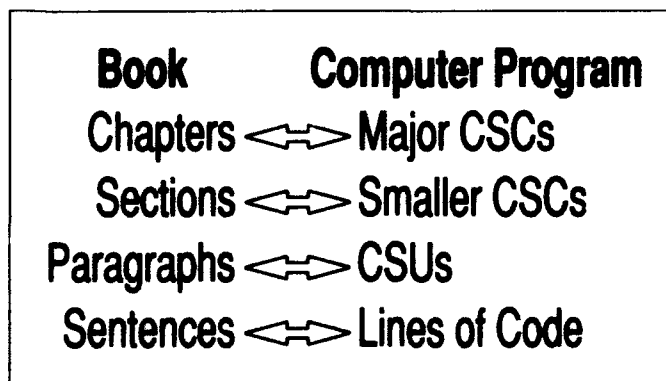 Book Computer Program
Chapters Major CSCs
Sections Smaller CSCs
Paragraphs CSUs
Sentences Lines of Code